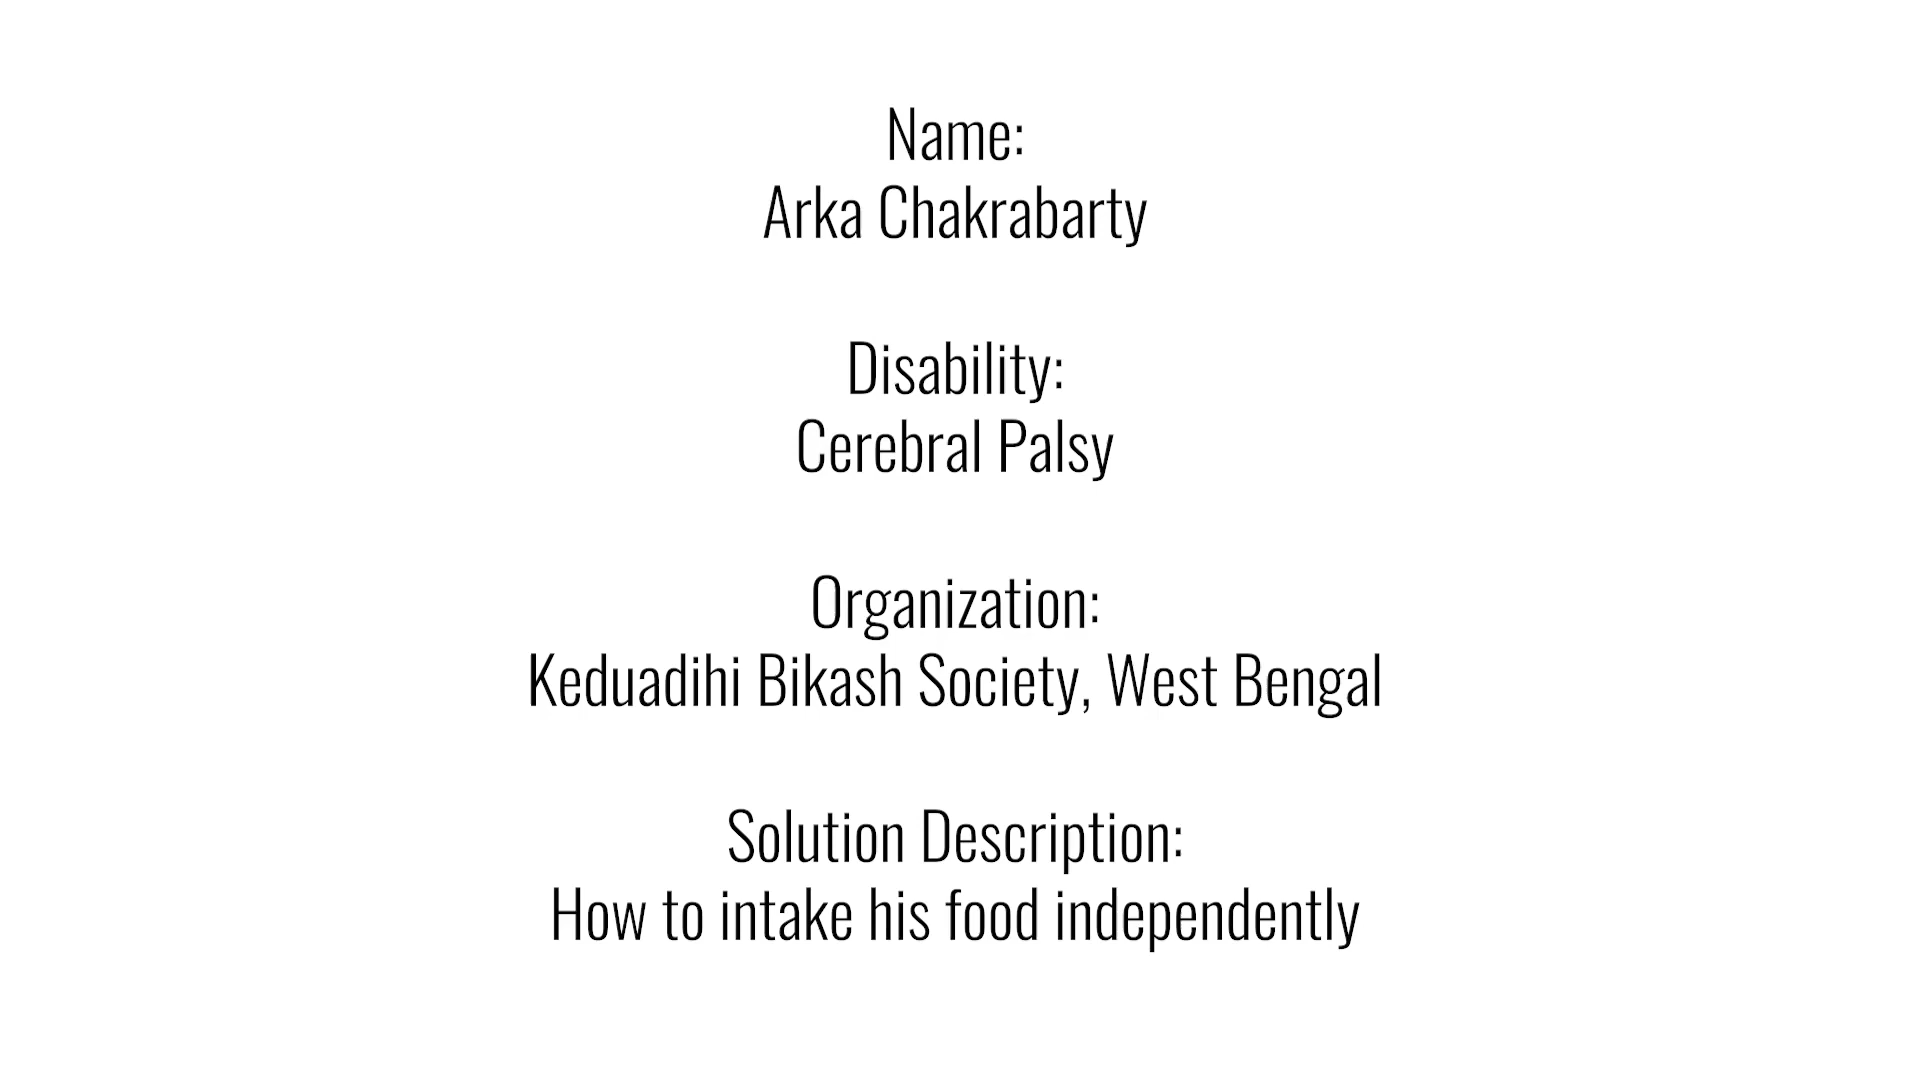 Name:
Arka Chakrabarty
Disability:
Cerebral Palsy
Organization:
Keduadihi Bikash Society, West Bengal
Solution Description:
How to intake his food independently